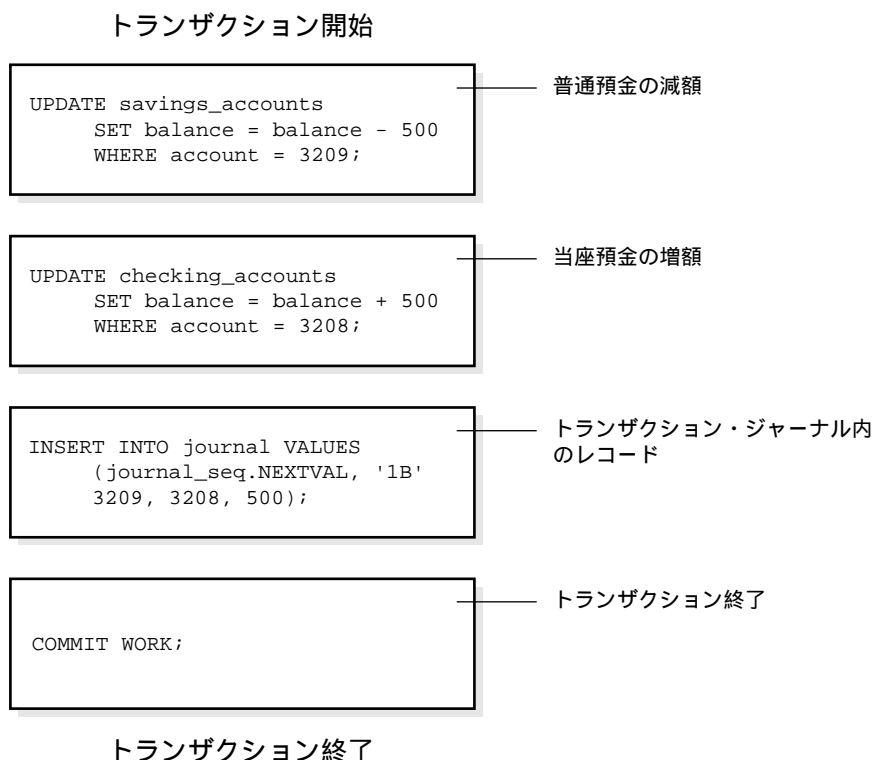 トランザクション開始
UPDATE savings_accounts
SET balance = balance - 500
WHERE account = 3209;
普通預金の減額
UPDATE checking_accounts
SET balance = balance + 500
WHERE account = 3208;
当座預金の増額
INSERT INTO journal VALUES
(journal_seq.NEXTVAL, '1B'
3209, 3208, 500);
トランザクション・ジャーナル内
のレコード
COMMIT WORK;
トランザクション終了
トランザクション終了